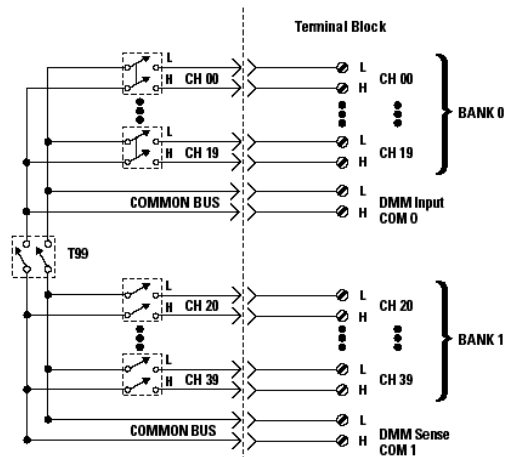 Terminal Block
L
H CH 00
L
H
CH 00
L
H CH 19
L
H
CH 19
BANK 0
COMMON BUS
L
H
DMM Input
COM 0
T99
CH 20
L
H
CH 20
L
H CH 39
L
H
CH 39
BANK 1
COMMON BUS
L
H
DMM Sense
COM 1